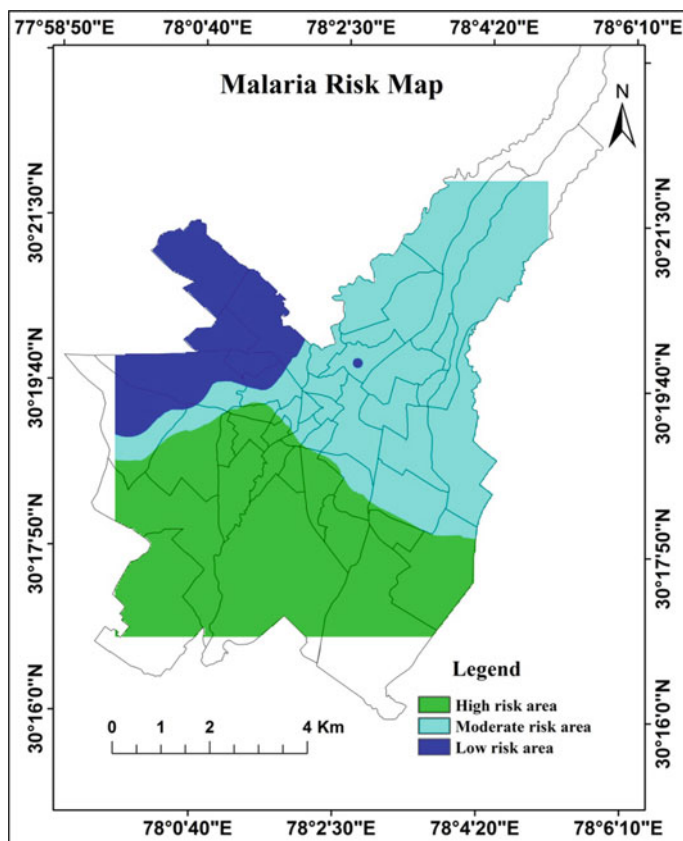 77°58'50"E 78°0'40"E 78°2'30"E 78°4'20"E 78°6'10"E
Malaria Risk Map
N
30°21'30"N
30°21'30"N
30°19'40"N
30°19'40"N
30°17'50"N
30°17'50"N
30°16'0"N
30°16'0"N
Legend
High risk area
Moderate risk area
Low risk area
0 1 2 4 Km
78°0'40"E 78°2'30"E 78°4'20"E 78°6'10"E